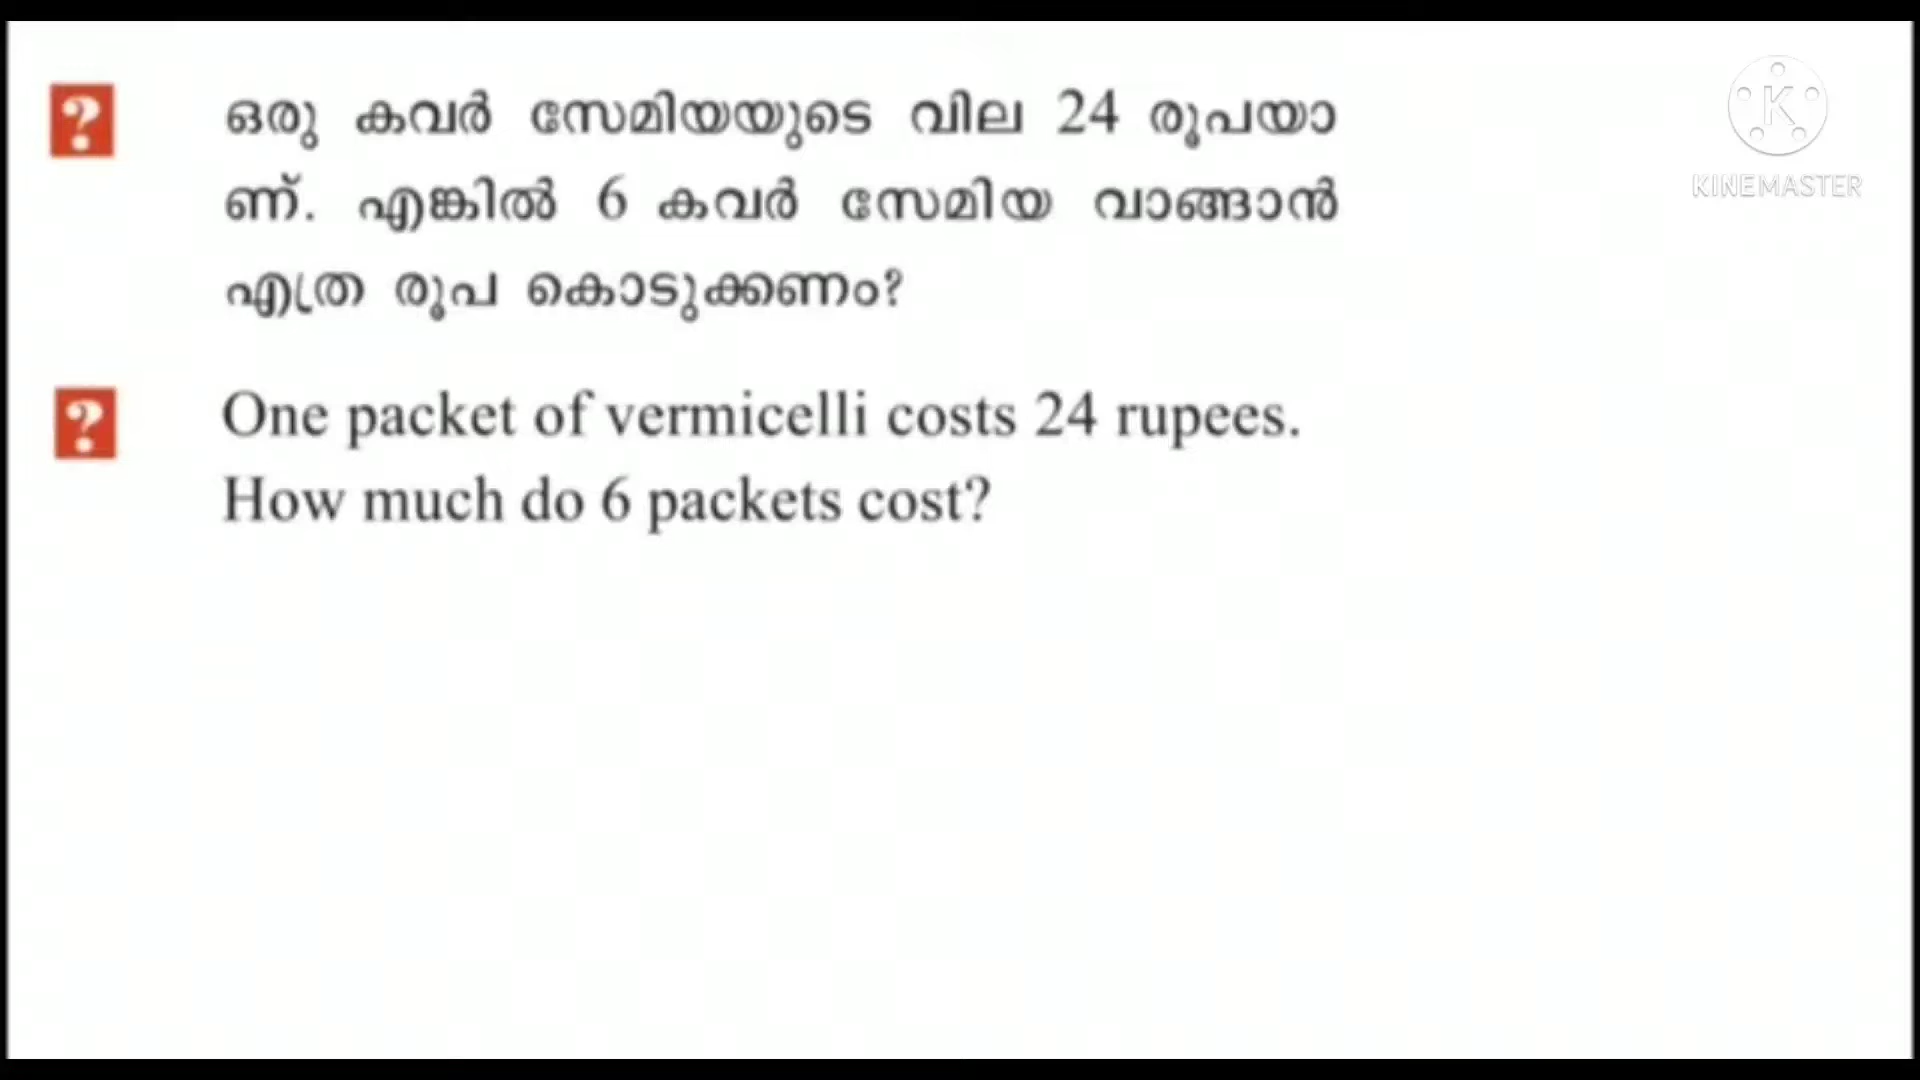 ? ഒരു കവർ സേമിയയുടെ വില 24 രൂപയാ
ണ്. എങ്കിൽ 6 കവർ സേമിയ വാങ്ങാൻ
എത്ര രൂപ കൊടുക്കണം?
? One packet of vermicelli costs 24 rupees.
How much do 6 packets cost?
K
KINEMASTER